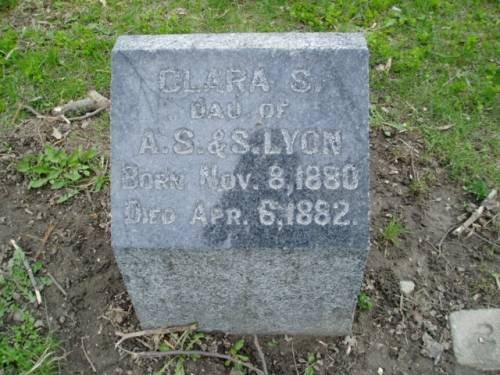 CLARA S.
DAU OF
A.S.&S.LYON
BORN NOV. 8,1880
DIED APR. 6,1882.